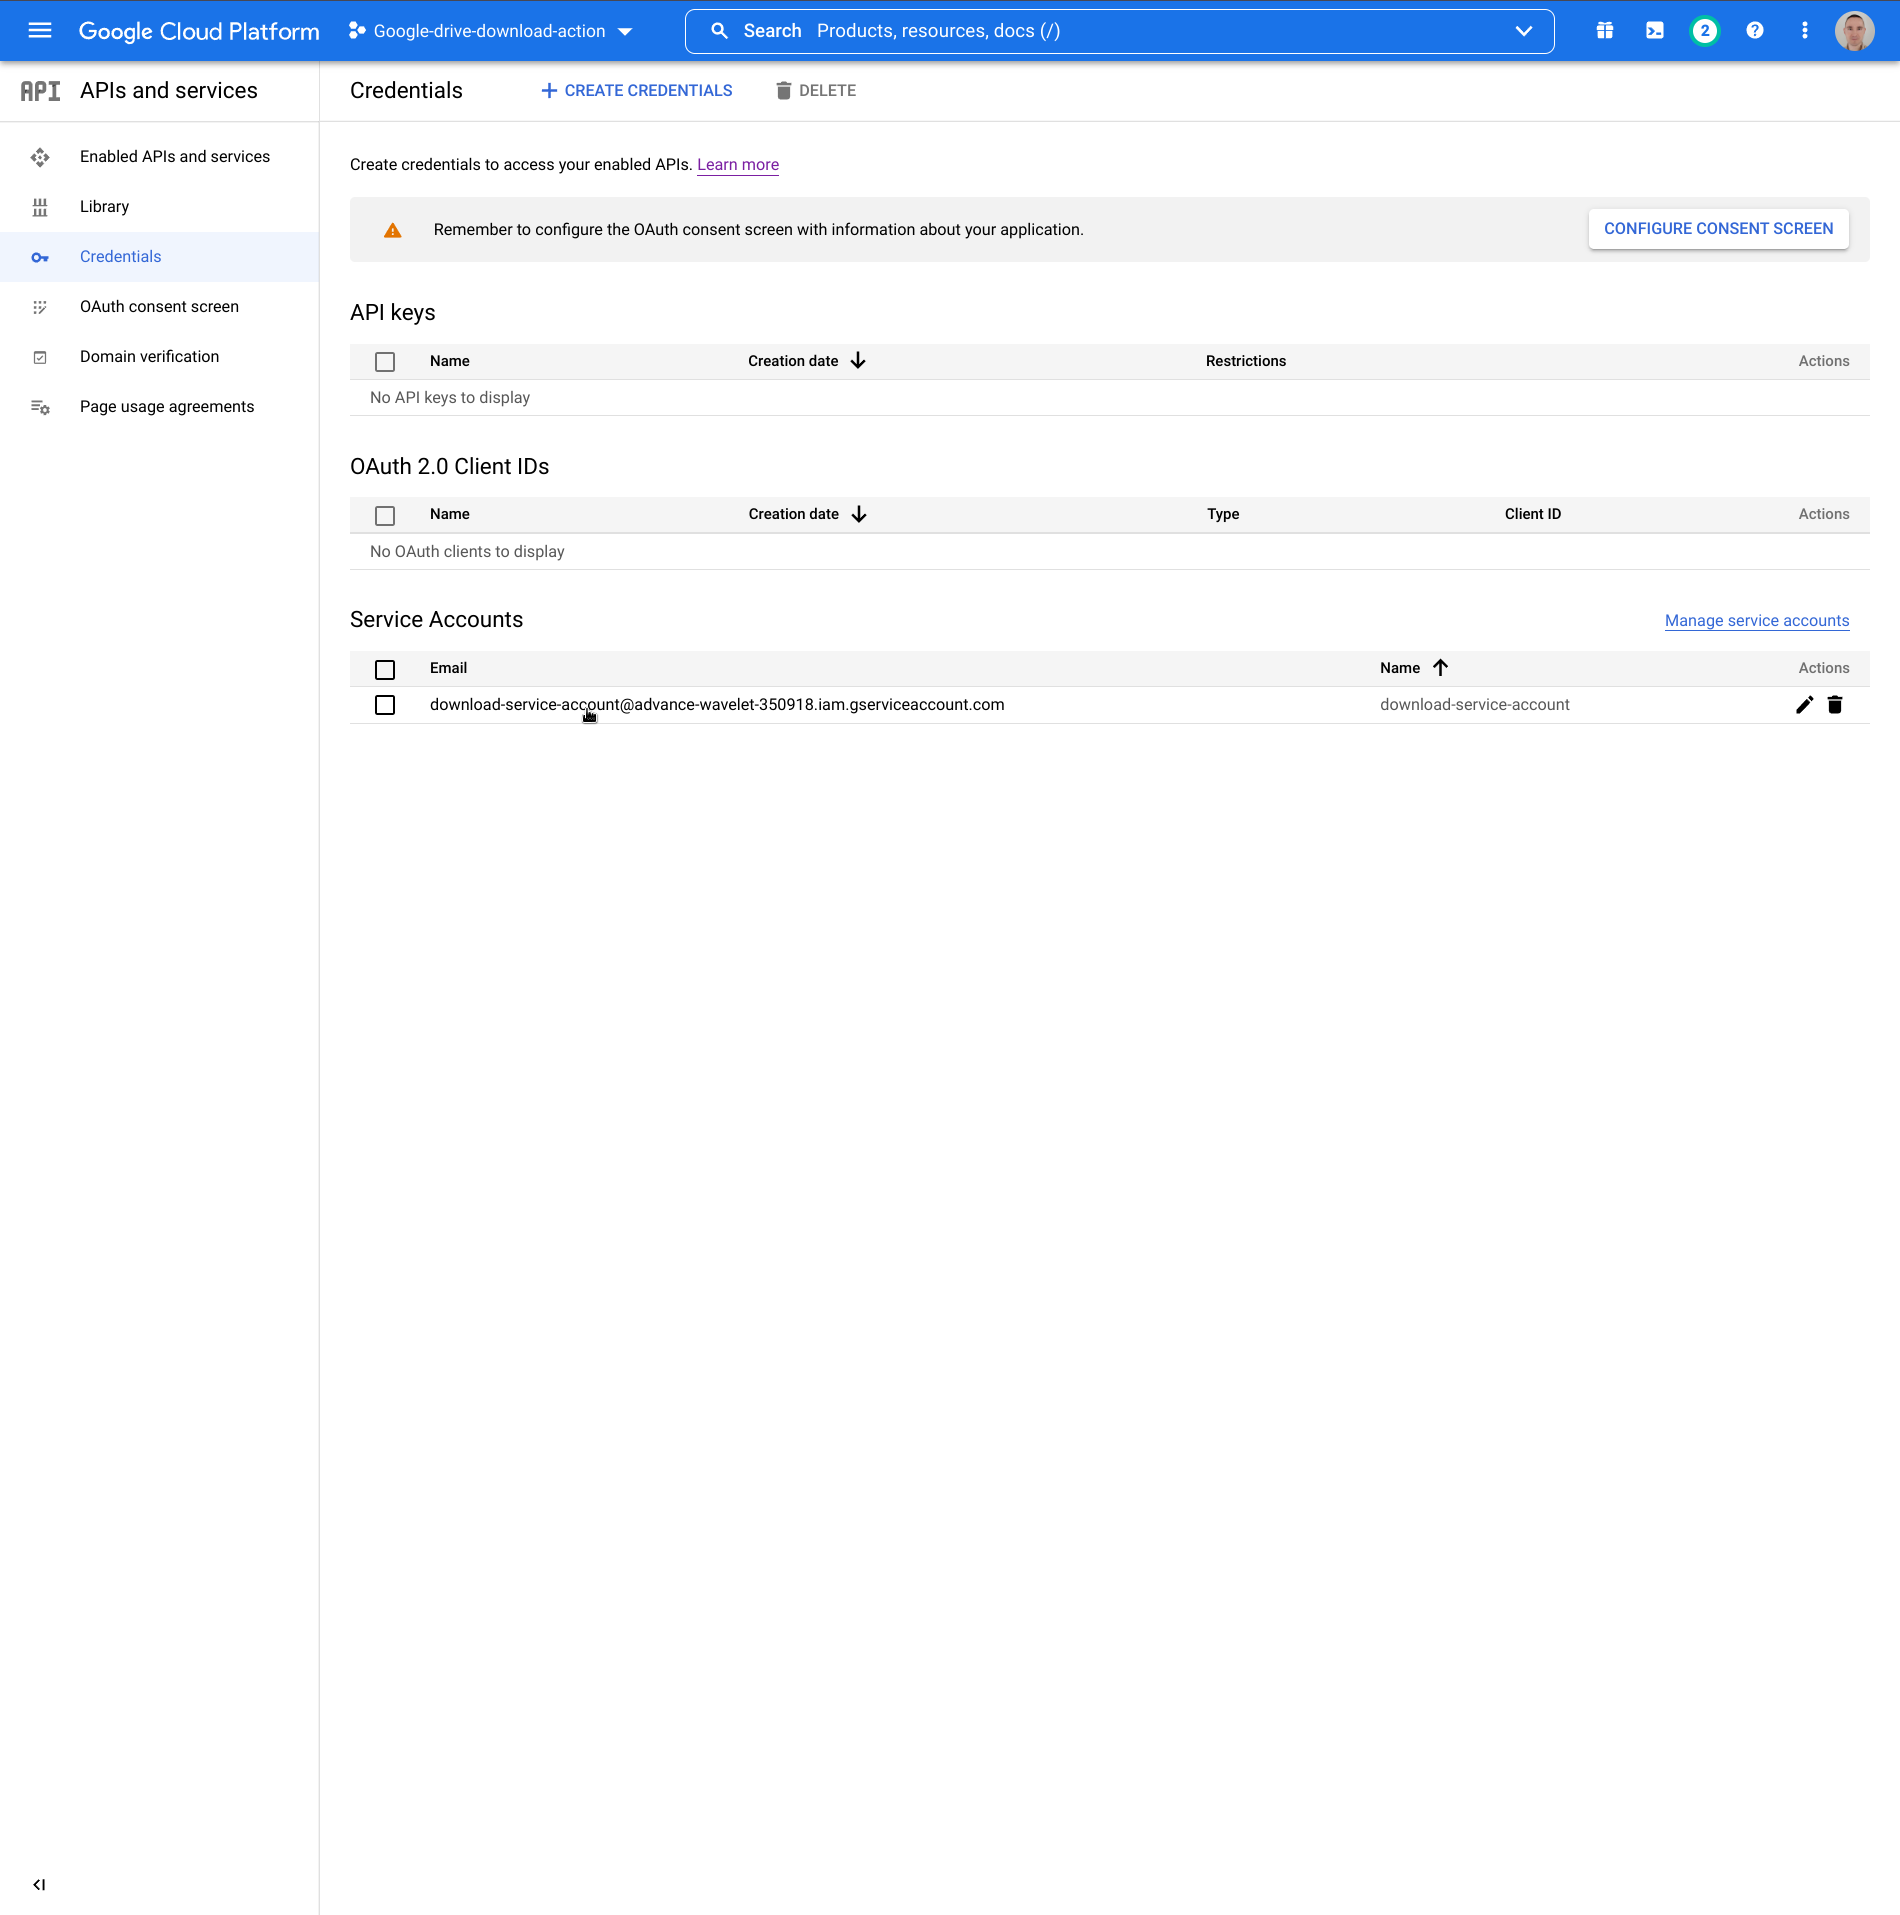 Google Cloud Platform
Google-drive-download-action
Search Products, resources, docs (/)
2
API APIs and services
Credentials
CREATE CREDENTIALS
DELETE
Enabled APIs and services
Library
Credentials
OAuth consent screen
Domain verification
Page usage agreements
Create credentials to access your enabled APIs. Learn more
Remember to configure the OAuth consent screen with information about your application.
CONFIGURE CONSENT SCREEN
API keys
Name Creation date Restrictions Actions
No API keys to display
OAuth 2.0 Client IDs
Name Creation date Type Client ID Actions
No OAuth clients to display
Service Accounts
Manage service accounts
Email Name Actions
download-service-account@advance-wavelet-350918.iam.gserviceaccount.com download-service-account